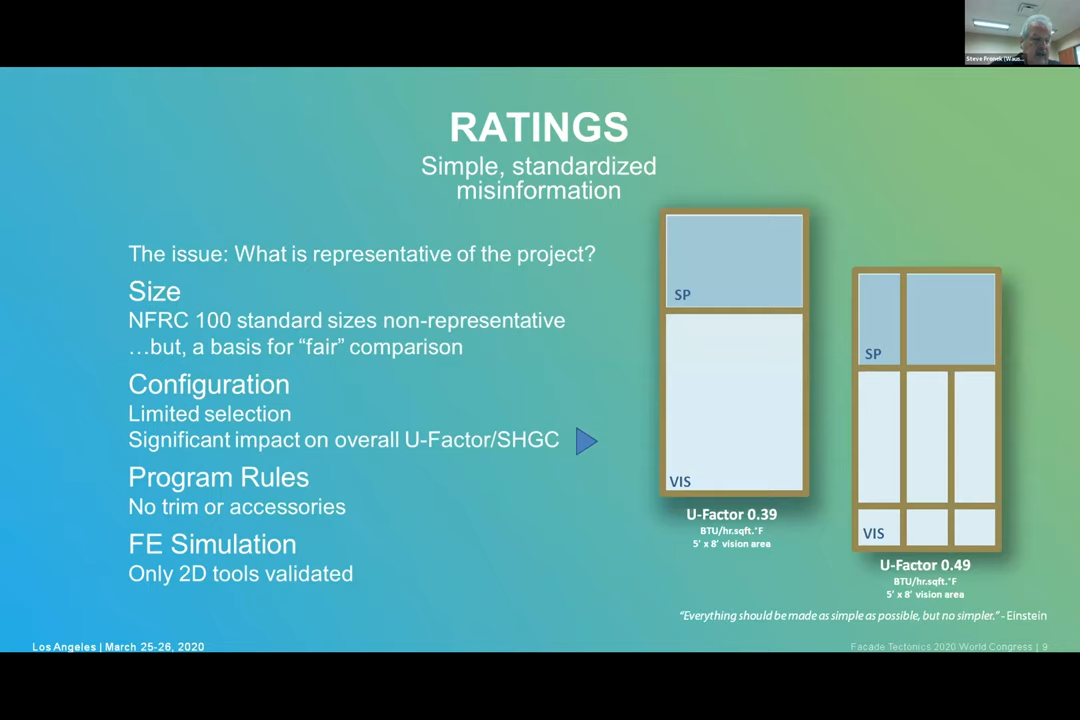 Steve Fronek (Waus...
RATINGS
Simple, standardized
misinformation
The issue: What is representative of the project?
Size
NFRC 100 standard sizes non-representative
…but, a basis for “fair” comparison
Configuration
Limited selection
Significant impact on overall U-Factor/SHGC
Program Rules
No trim or accessories
FE Simulation
Only 2D tools validated
SP
VIS
U-Factor 0.39
BTU/hr.sqft.°F
5' x 8' vision area
SP
VIS
U-Factor 0.49
BTU/hr.sqft.°F
5' x 8' vision area
“Everything should be made as simple as possible, but no simpler.” - Einstein
Los Angeles | March 25-26, 2020
Facade Tectonics 2020 World Congress | 9